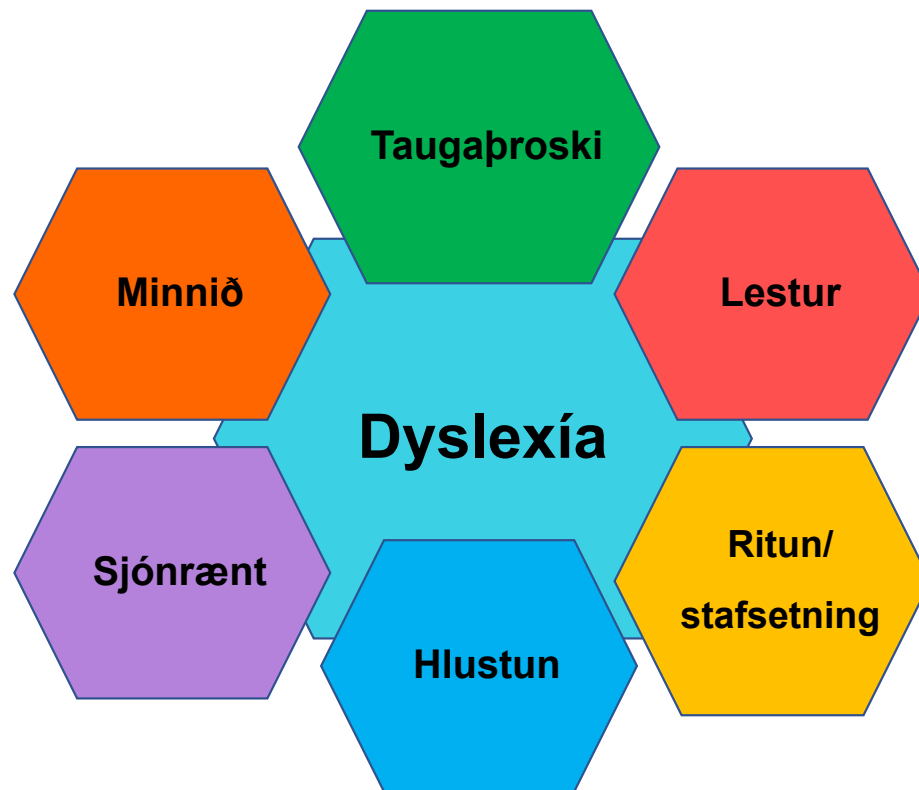 Taugaþroski
Minnið
Lestur
Dyslexía
Sjónrænt
Ritun/
stafsetning
Hlustun